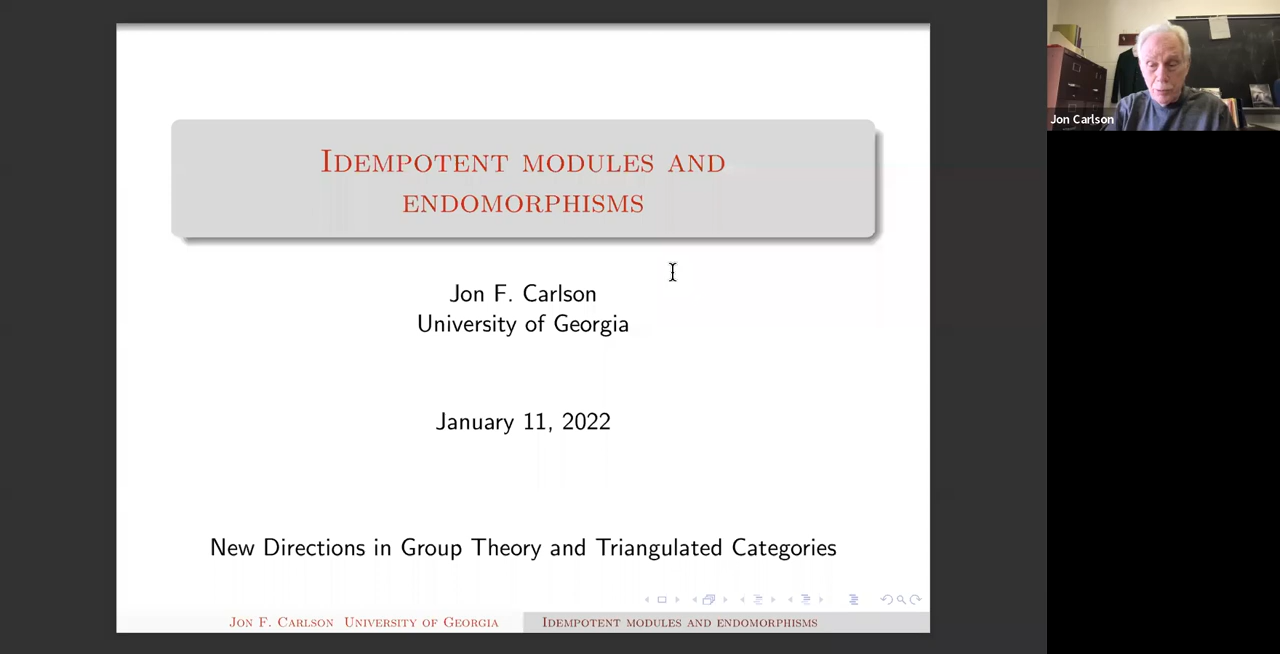 Idempotent modules and
endomorphisms
Jon F. Carlson
University of Georgia
January 11, 2022
New Directions in Group Theory and Triangulated Categories
Jon F. Carlson University of Georgia
Idempotent modules and endomorphisms
Jon Carlson